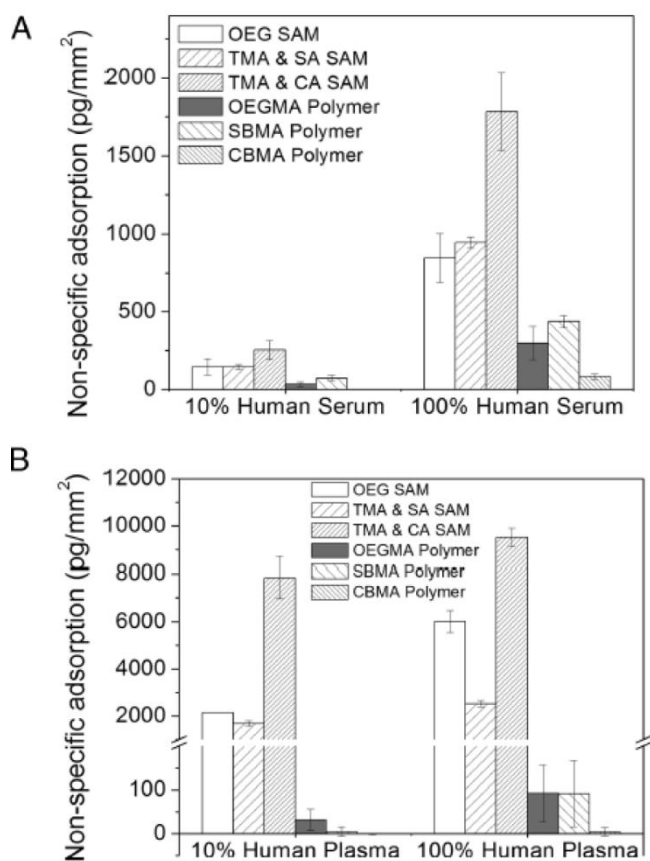 A
Non-specific adsorption (pg/mm²)
2000
1500
1000
500
0
OEG SAM
TMA & SA SAM
TMA & CA SAM
OEGMA Polymer
SBMA Polymer
CBMA Polymer
10% Human Serum 100% Human Serum
B
Non-specific adsorption (pg/mm²)
12000
10000
8000
6000
4000
2000
100
0
OEG SAM
TMA & SA SAM
TMA & CA SAM
OEGMA Polymer
SBMA Polymer
CBMA Polymer
10% Human Plasma 100% Human Plasma